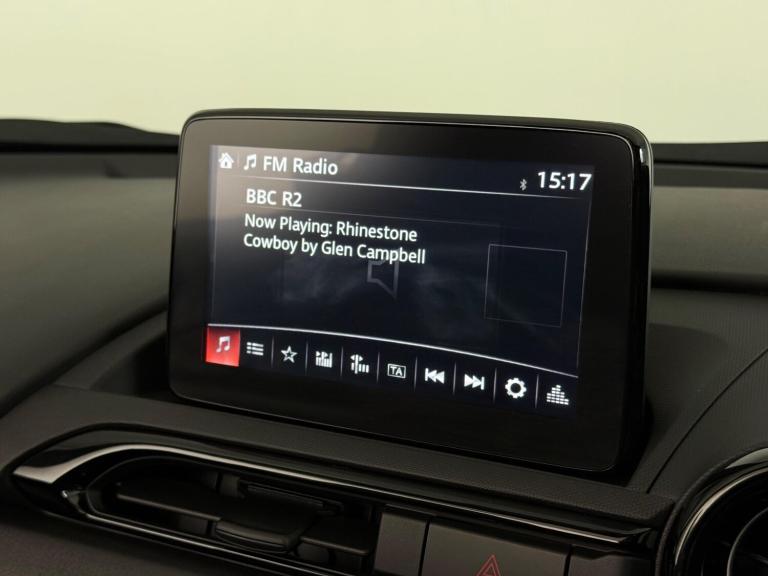 FM Radio
15:17
BBC R2
Now Playing: Rhinestone
Cowboy by Glen Campbell
TA